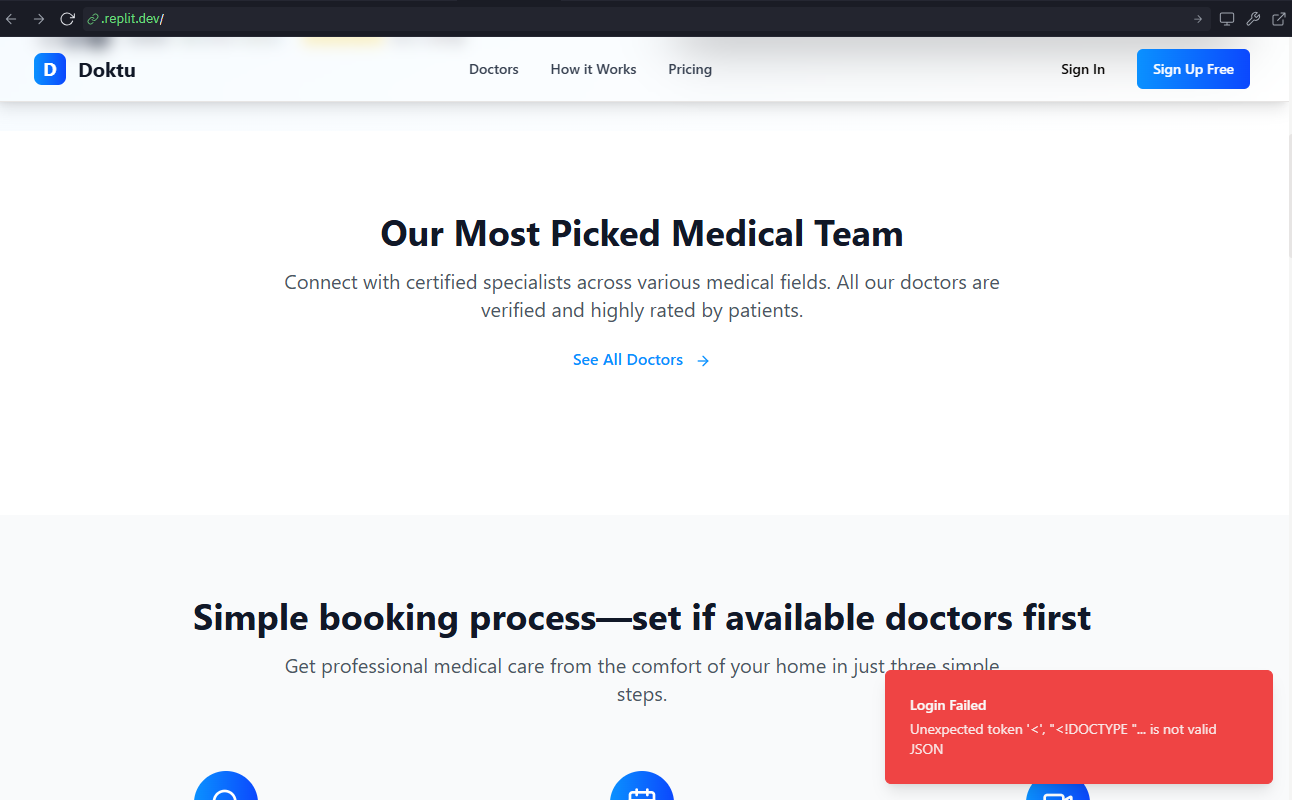 .replit.dev/
D Doktu Doctors How it Works Pricing Sign In Sign Up Free
Our Most Picked Medical Team
Connect with certified specialists across various medical fields. All our doctors are
verified and highly rated by patients.
See All Doctors →
Simple booking process—set if available doctors first
Get professional medical care from the comfort of your home in just three simple
steps.
Login Failed
Unexpected token '<', "<!DOCTYPE "... is not valid
JSON